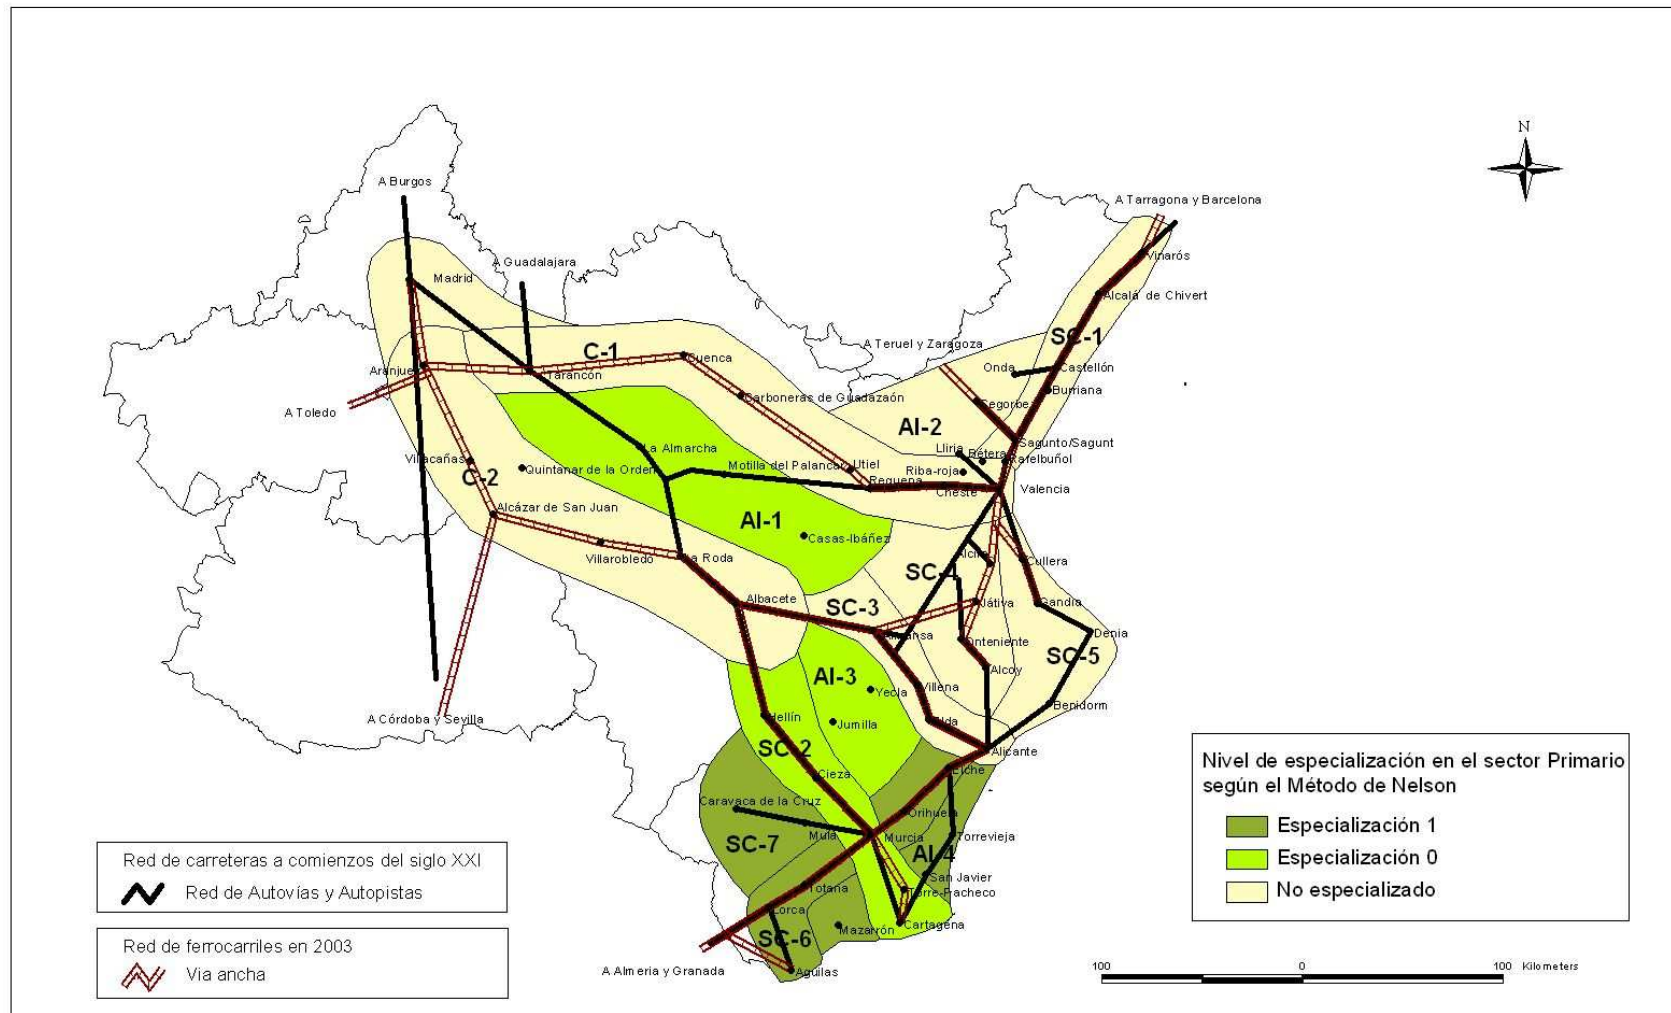 N
A Burgos
A Tarragona y Barcelona
Vinarós
A Guadalajara
Madrid
Alcalá de Chivert
SC-1
A Teruel y Zaragoza
C-1
Cuenca
Onda
Castellón
Aranjuez
Tarancón
Burriana
Carboneras de Guadazaón
Segorbe
A Toledo
AI-2
Sagunto/Sagunt
La Almarcha
Lliria
Bétera
Rafelbuñol
Villacañas
Quintanar de la Orden
Motilla del Palancar
Utiel
Riba-roja
C-2
Requena
Cheste
Valencia
Alcázar de San Juan
AI-1
Casas-Ibáñez
Villarobledo
La Roda
Alcira
Cullera
SC-4
Albacete
SC-3
Játiva
Gandia
Almansa
Onteniente
Denia
SC-5
AI-3
Alcoy
Yecla
Villena
Benidorm
A Córdoba y Sevilla
Hellín
Jumilla
Elda
SC-2
Alicante
Cieza
Elche
Caravaca de la Cruz
Orihuela
Mula
Murcia
Torrevieja
SC-7
AI-4
San Javier
Totana
Torre-Pacheco
Lorca
Mazarrón
Cartagena
SC-6
A Almeria y Granada
Aguilas
Nivel de especialización en el sector Primario
según el Método de Nelson
Especialización 1
Especialización 0
No especializado
Red de carreteras a comienzos del siglo XXI
Red de Autovías y Autopistas
Red de ferrocarriles en 2003
Via ancha
100
0
100
Kilometers